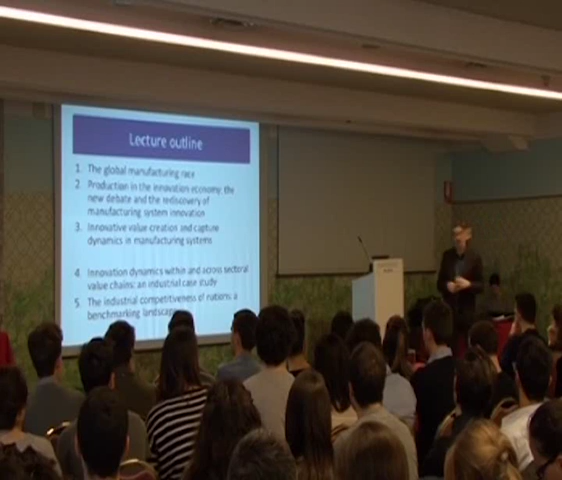 Lecture outline
1. The global manufacturing race
2. Production in the innovation economy: the
new debate and the rediscovery of
manufacturing system innovation
3. Innovative value creation and capture
dynamics in manufacturing systems
4. Innovation dynamics within and across sectoral
value chains: an industrial case study
5. The industrial competitiveness of nations: a
benchmarking landscape